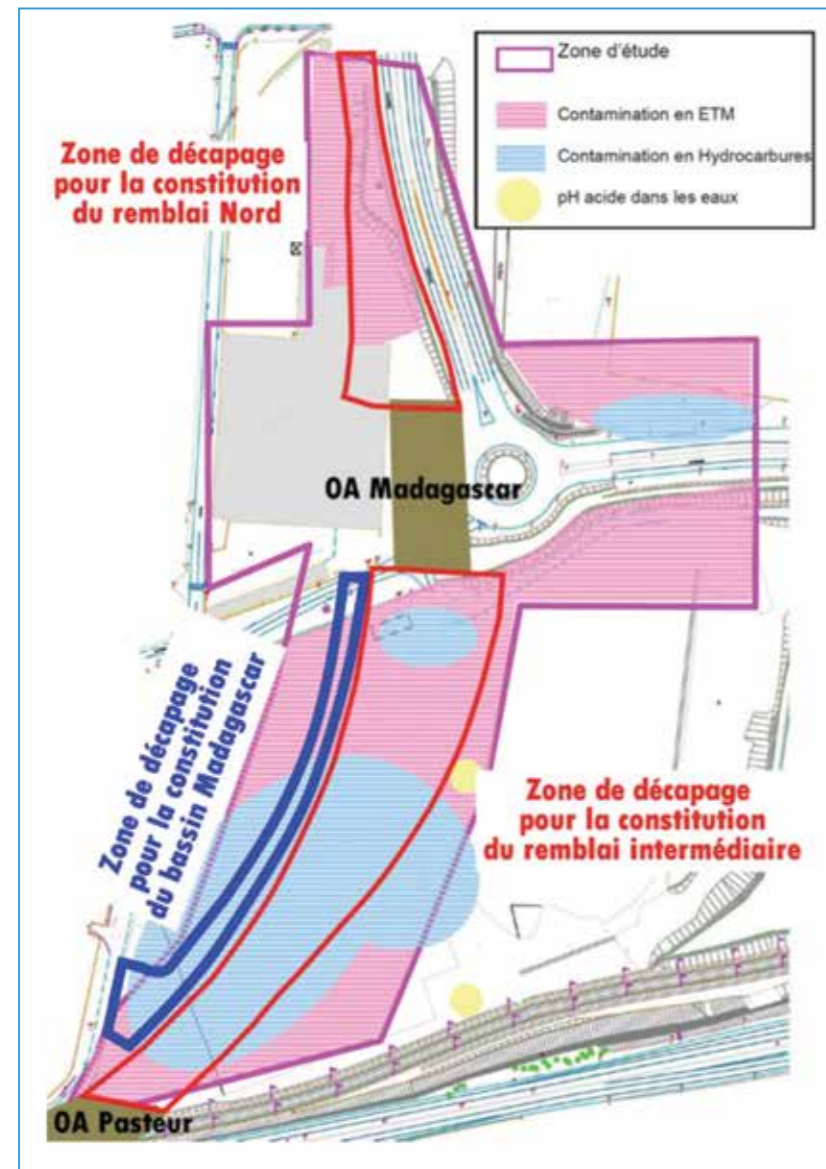 Zone d'étude
Contamination en ETM
Contamination en Hydrocarbures
pH acide dans les eaux
Zone de décapage
pour la constitution
du remblai Nord
OA Madagascar
Zone de décapage
pour la constitution
du bassin Madagascar
Zone de décapage
pour la constitution
du remblai intermédiaire
OA Pasteur